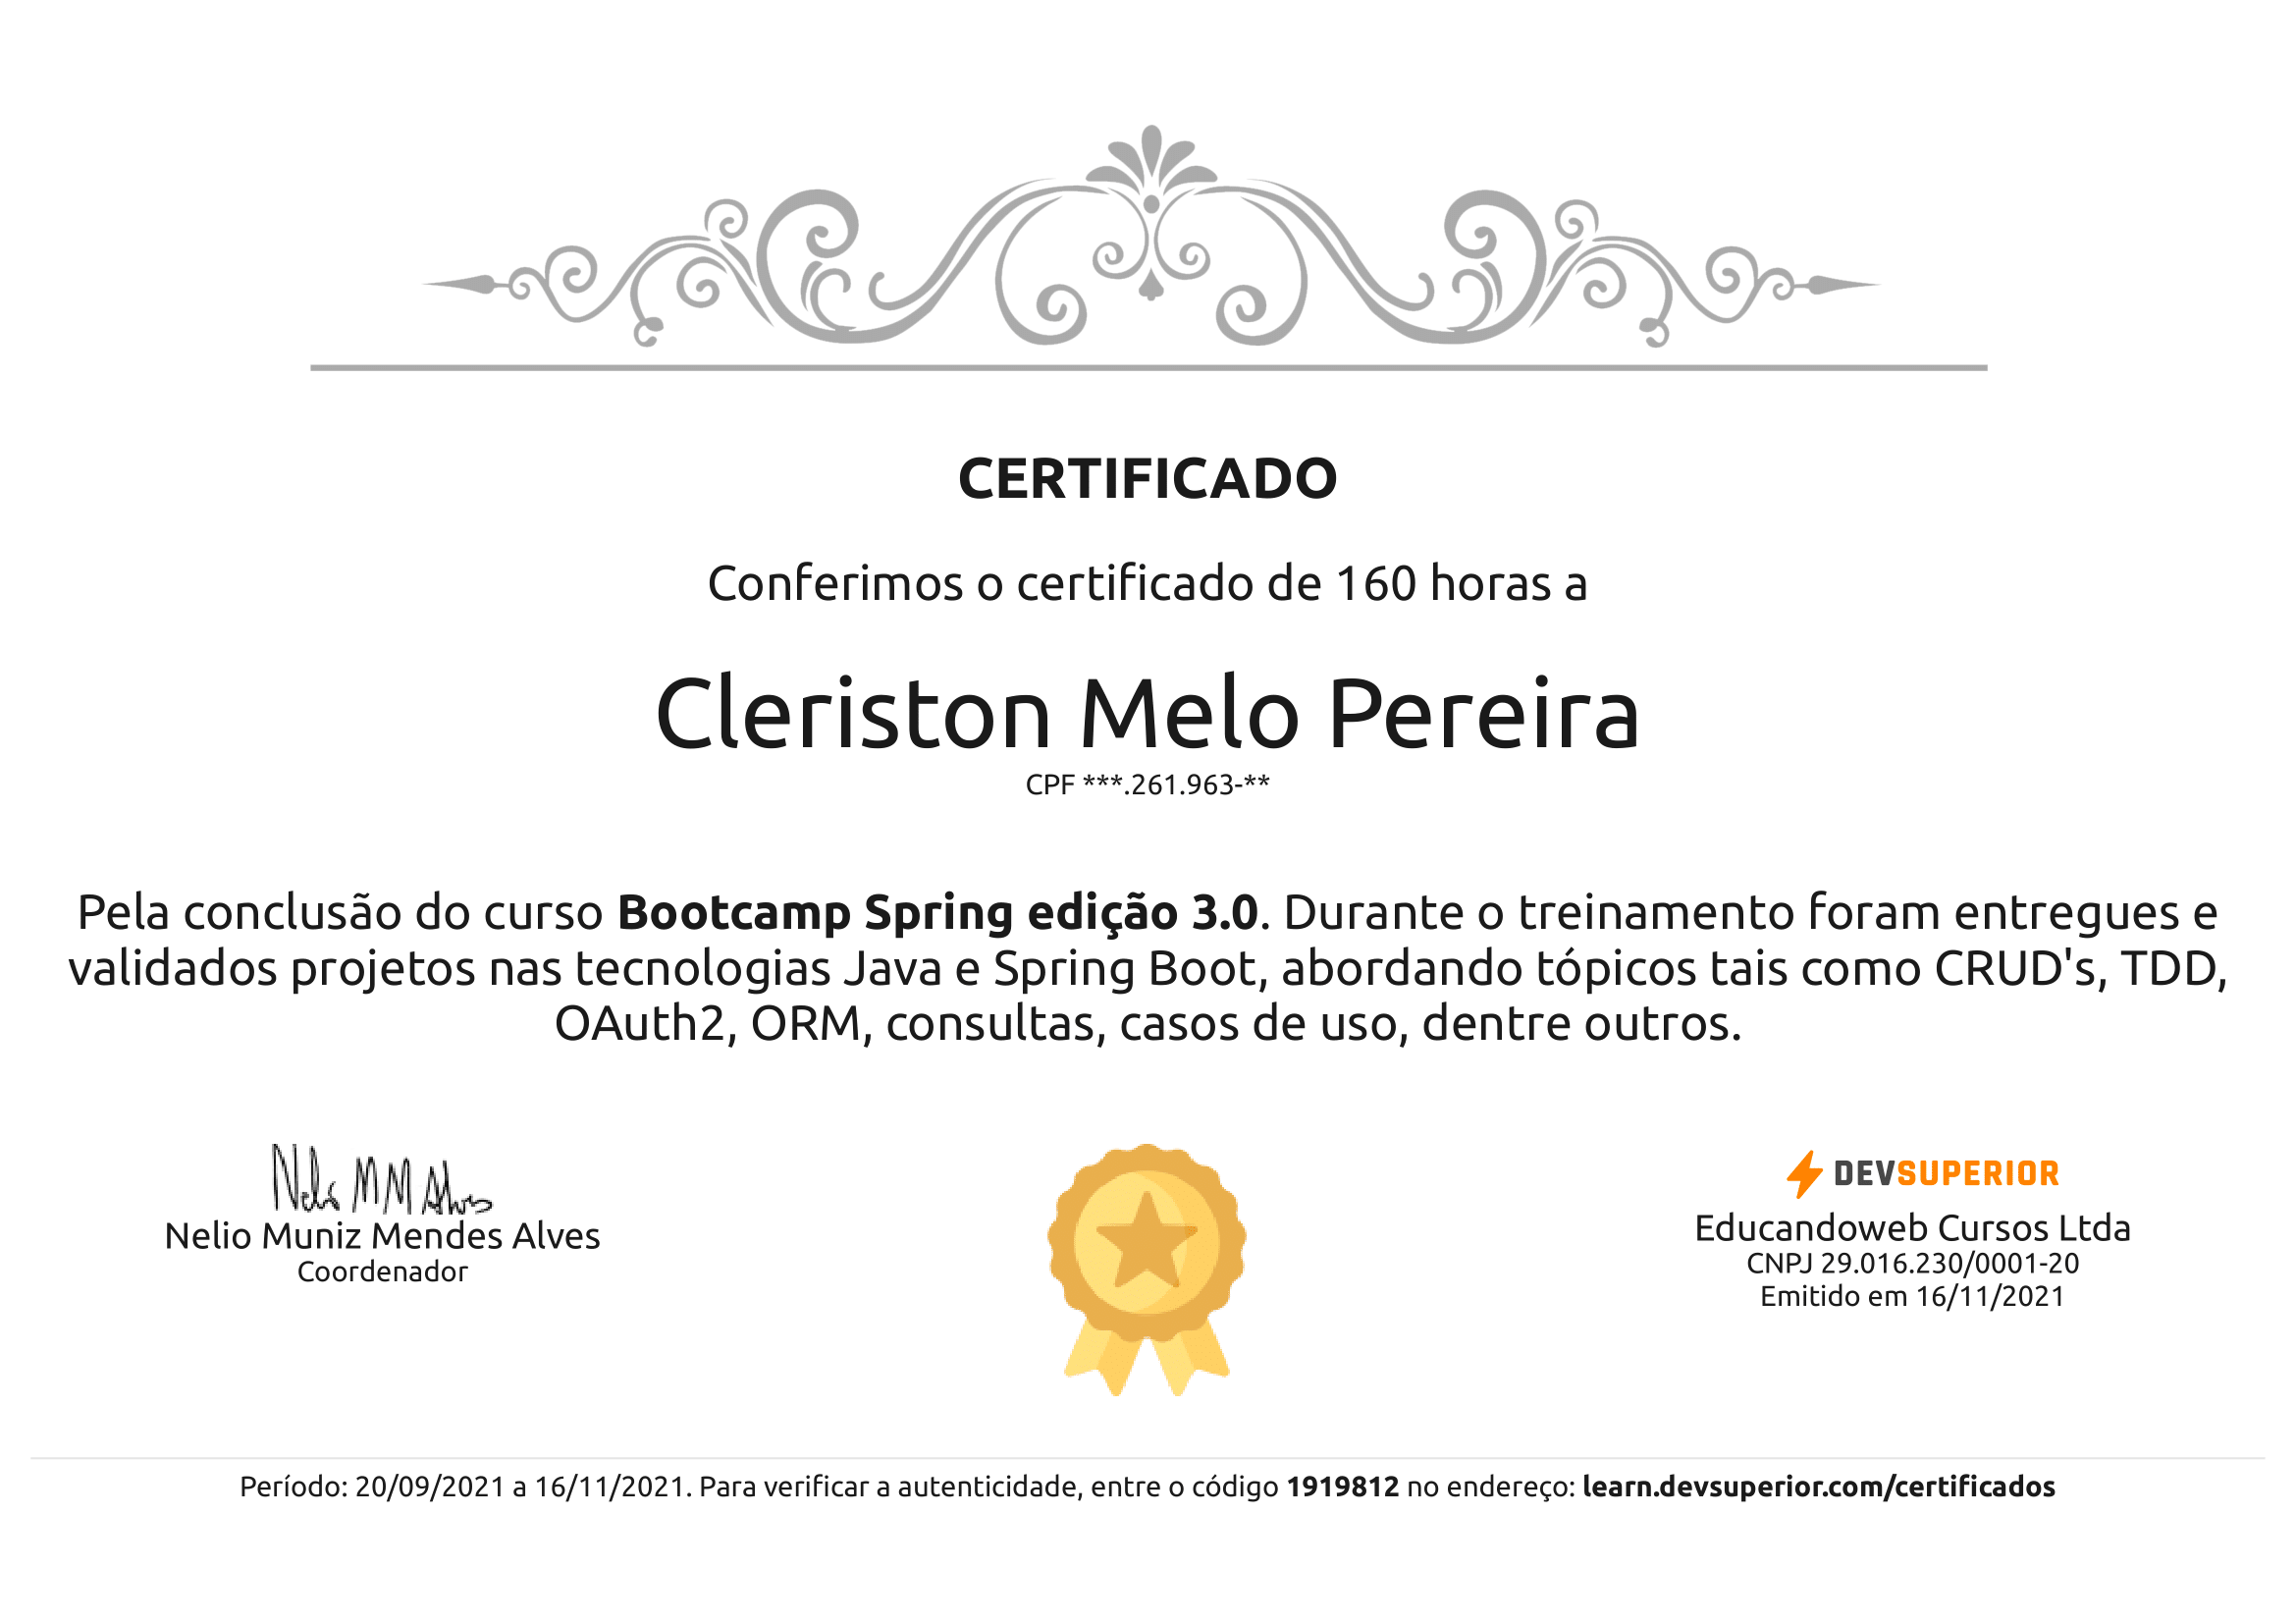 CERTIFICADO
Conferimos o certificado de 160 horas a
Cleriston Melo Pereira
CPF ***.261.963-**
Pela conclusão do curso Bootcamp Spring edição 3.0. Durante o treinamento foram entregues e
validados projetos nas tecnologias Java e Spring Boot, abordando tópicos tais como CRUD's, TDD,
OAuth2, ORM, consultas, casos de uso, dentre outros.
Nelio M M Alves
Nelio Muniz Mendes Alves
Coordenador
DEVSUPERIOR
Educandoweb Cursos Ltda
CNPJ 29.016.230/0001-20
Emitido em 16/11/2021
Período: 20/09/2021 a 16/11/2021. Para verificar a autenticidade, entre o código 1919812 no endereço: learn.devsuperior.com/certificados